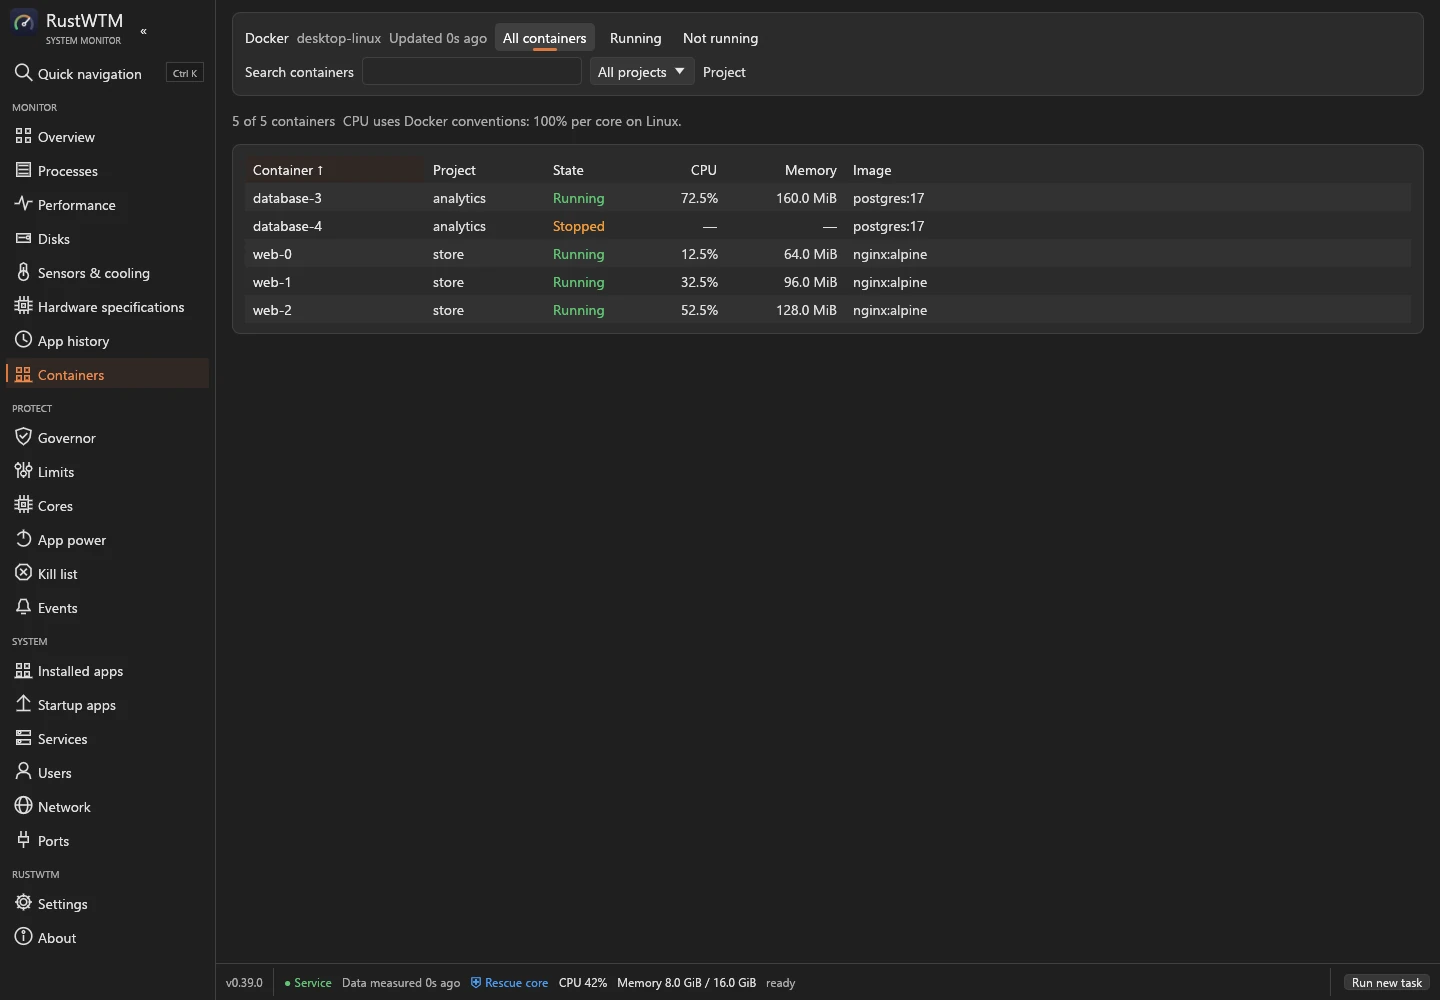 RustWTM
SYSTEM MONITOR
«
Quick navigation Ctrl K
MONITOR
Overview
Processes
Performance
Disks
Sensors & cooling
Hardware specifications
App history
Containers
PROTECT
Governor
Limits
Cores
App power
Kill list
Events
SYSTEM
Installed apps
Startup apps
Services
Users
Network
Ports
RUSTWTM
Settings
About
Docker desktop-linux Updated 0s ago All containers Running Not running
Search containers All projects ▼ Project
5 of 5 containers CPU uses Docker conventions: 100% per core on Linux.
Container ↑ Project State CPU Memory Image
database-3 analytics Running 72.5% 160.0 MiB postgres:17
database-4 analytics Stopped — — postgres:17
web-0 store Running 12.5% 64.0 MiB nginx:alpine
web-1 store Running 32.5% 96.0 MiB nginx:alpine
web-2 store Running 52.5% 128.0 MiB nginx:alpine
v0.39.0 ● Service Data measured 0s ago Rescue core CPU 42% Memory 8.0 GiB / 16.0 GiB ready Run new task